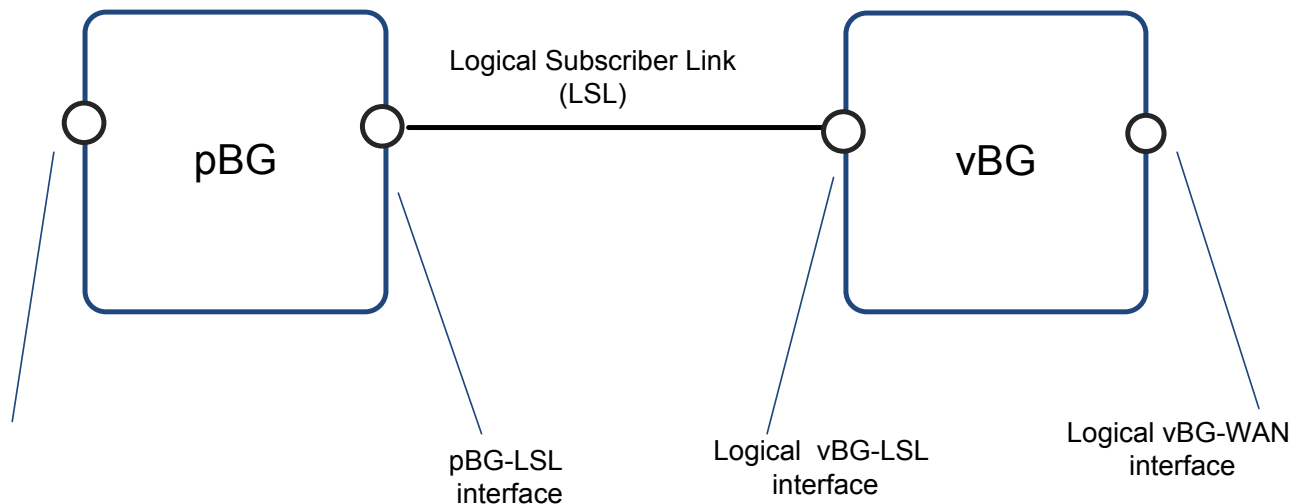 Logical Subscriber Link
(LSL)
pBG
vBG
pBG-LSL
interface
Logical vBG-LSL
interface
Logical vBG-WAN
interface